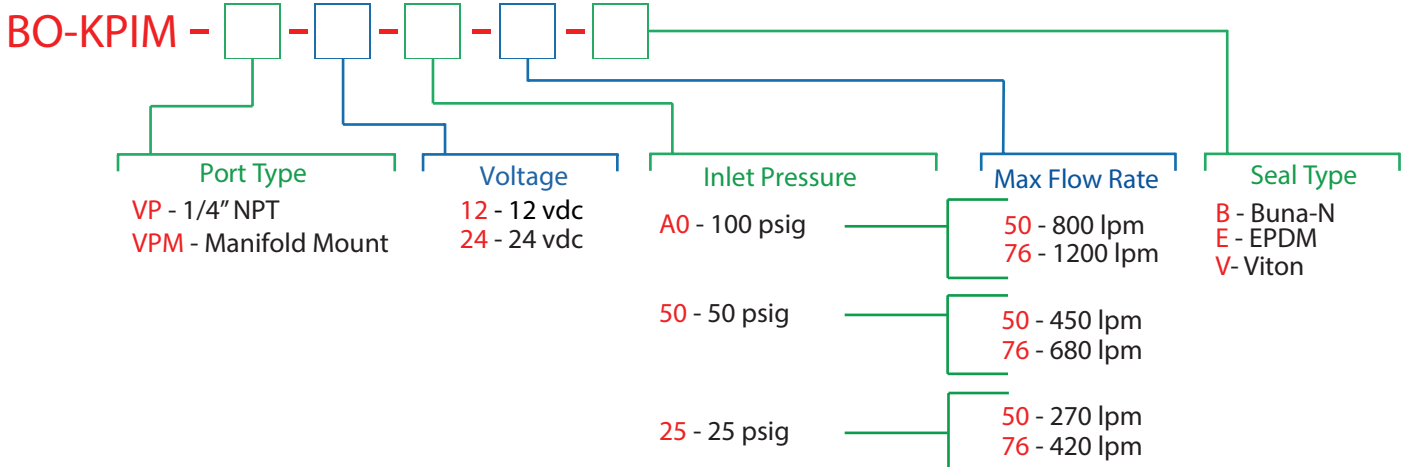 BO-KPIM - - - - -
Port Type
VP - 1/4” NPT
VPM - Manifold Mount
Voltage
12 - 12 vdc
24 - 24 vdc
Inlet Pressure
A0 - 100 psig
50 - 50 psig
25 - 25 psig
Max Flow Rate
50 - 800 lpm
76 - 1200 lpm
50 - 450 lpm
76 - 680 lpm
50 - 270 lpm
76 - 420 lpm
Seal Type
B - Buna-N
E - EPDM
V- Viton